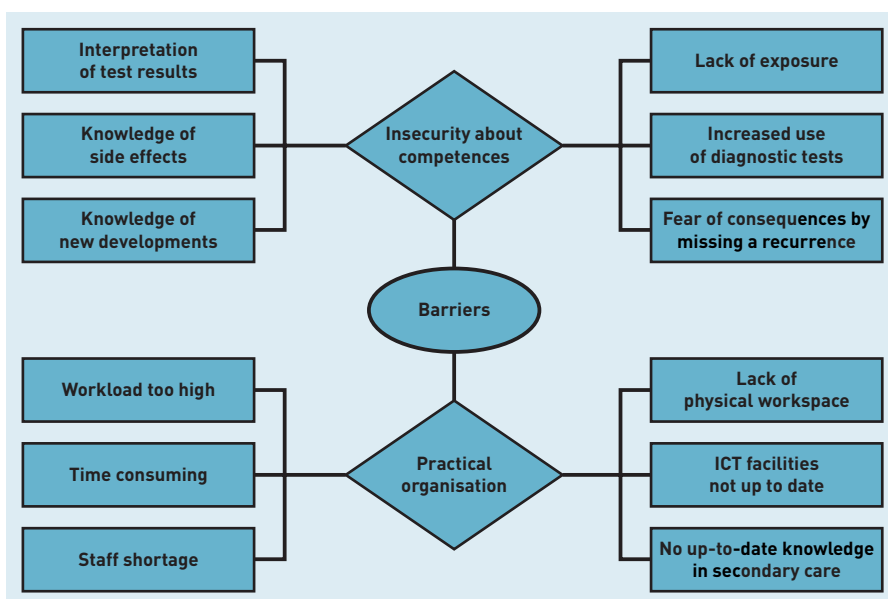 Interpretation
of test results
Knowledge of
side effects
Knowledge of
new developments
Insecurity about
competences
Lack of exposure
Increased use
of diagnostic tests
Fear of consequences by
missing a recurrence
Barriers
Workload too high
Time consuming
Staff shortage
Practical
organisation
Lack of
physical workspace
ICT facilities
not up to date
No up-to-date knowledge
in secondary care